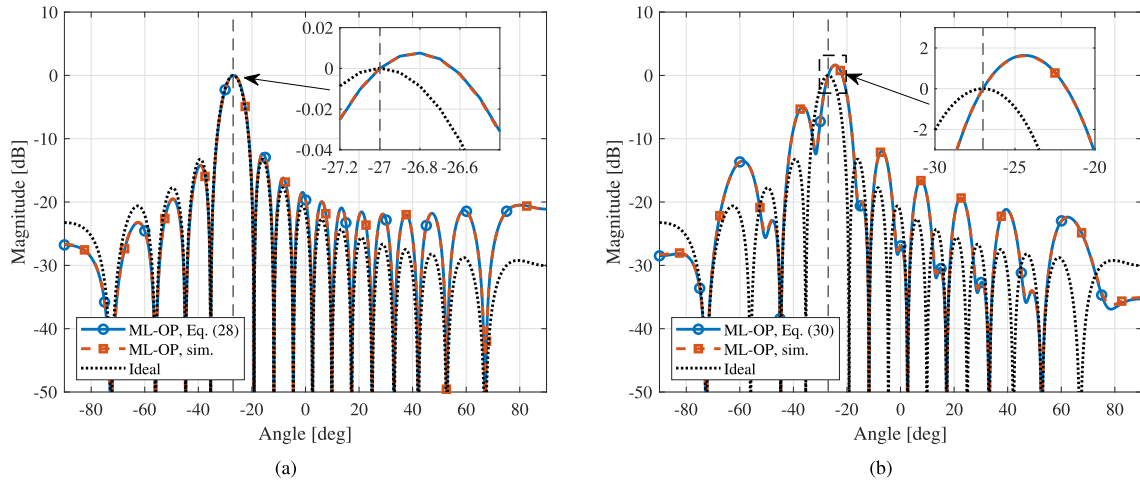 10
0
-10
-20
-30
-40
-50
Magnitude [dB]
-80 -60 -40 -20 0 20 40 60 80
Angle [deg]
0.02
0
-0.02
-0.04
-27.2 -27 -26.8 -26.6
ML-OP, Eq. (28)
ML-OP, sim.
Ideal
(a)
10
0
-10
-20
-30
-40
-50
Magnitude [dB]
-80 -60 -40 -20 0 20 40 60 80
Angle [deg]
2
0
-2
-30 -25 -20
ML-OP, Eq. (30)
ML-OP, sim.
Ideal
(b)